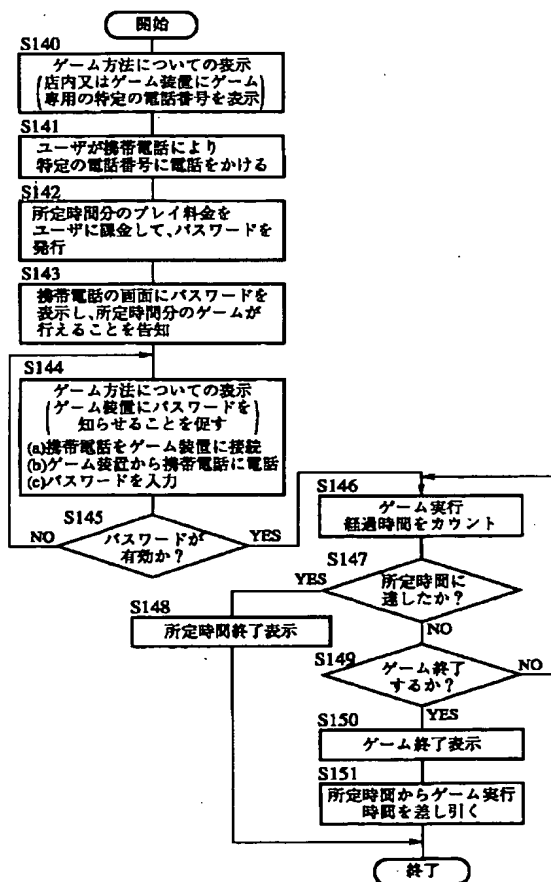 開始
S140
ゲーム方法についての表示
(店内又はゲーム装置にゲーム
専用の特定の電話番号を表示)
S141
ユーザが携帯電話により
特定の電話番号に電話をかける
S142
所定時間分のプレイ料金を
ユーザに課金して、パスワードを
発行
S143
携帯電話の画面にパスワードを
表示し、所定時間分のゲームが
行えることを告知
S144
ゲーム方法についての表示
(ゲーム装置にパスワードを
知らせることを促す)
(a)携帯電話をゲーム装置に接続
(b)ゲーム装置から携帯電話に電話
(c)パスワードを入力
S145
パスワードが
有効か?
NO
YES
S146
ゲーム実行
経過時間をカウント
S147
所定時間に
達したか?
YES
NO
S148
所定時間終了表示
S149
ゲーム終了
するか?
NO
YES
S150
ゲーム終了表示
S151
所定時間からゲーム実行
時間を差し引く
終了